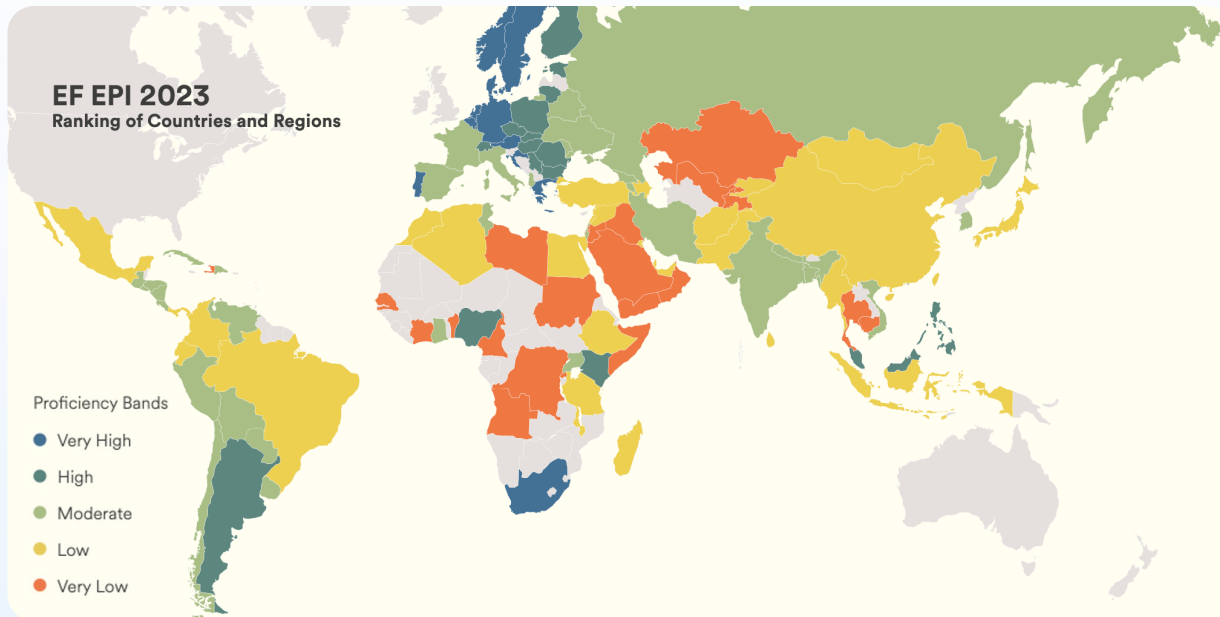 EF EPI 2023
Ranking of Countries and Regions
Proficiency Bands
Very High
High
Moderate
Low
Very Low